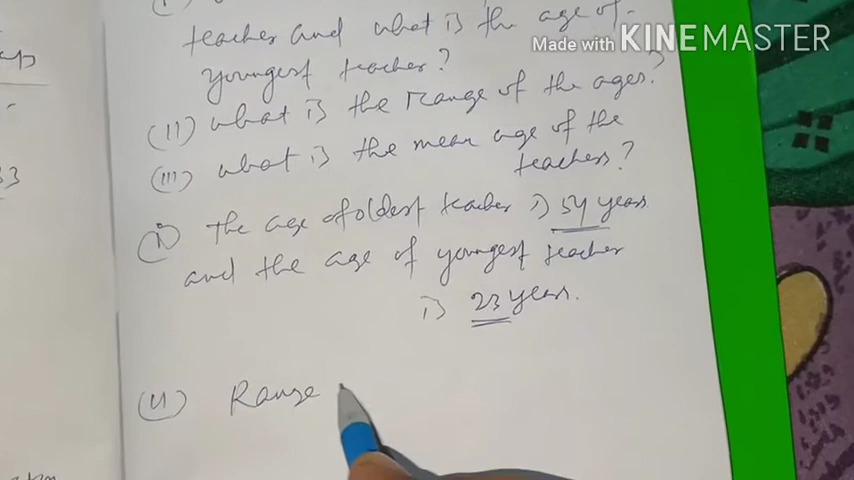 teacher and what is the age of
youngest teacher?
(II) what is the range of the ages?
(III) what is the mean age of the
teachers?
(i) The age of oldest teacher is 54 years
and the age of youngest teacher
is 23 years.
(II) Range
Made with KINEMASTER